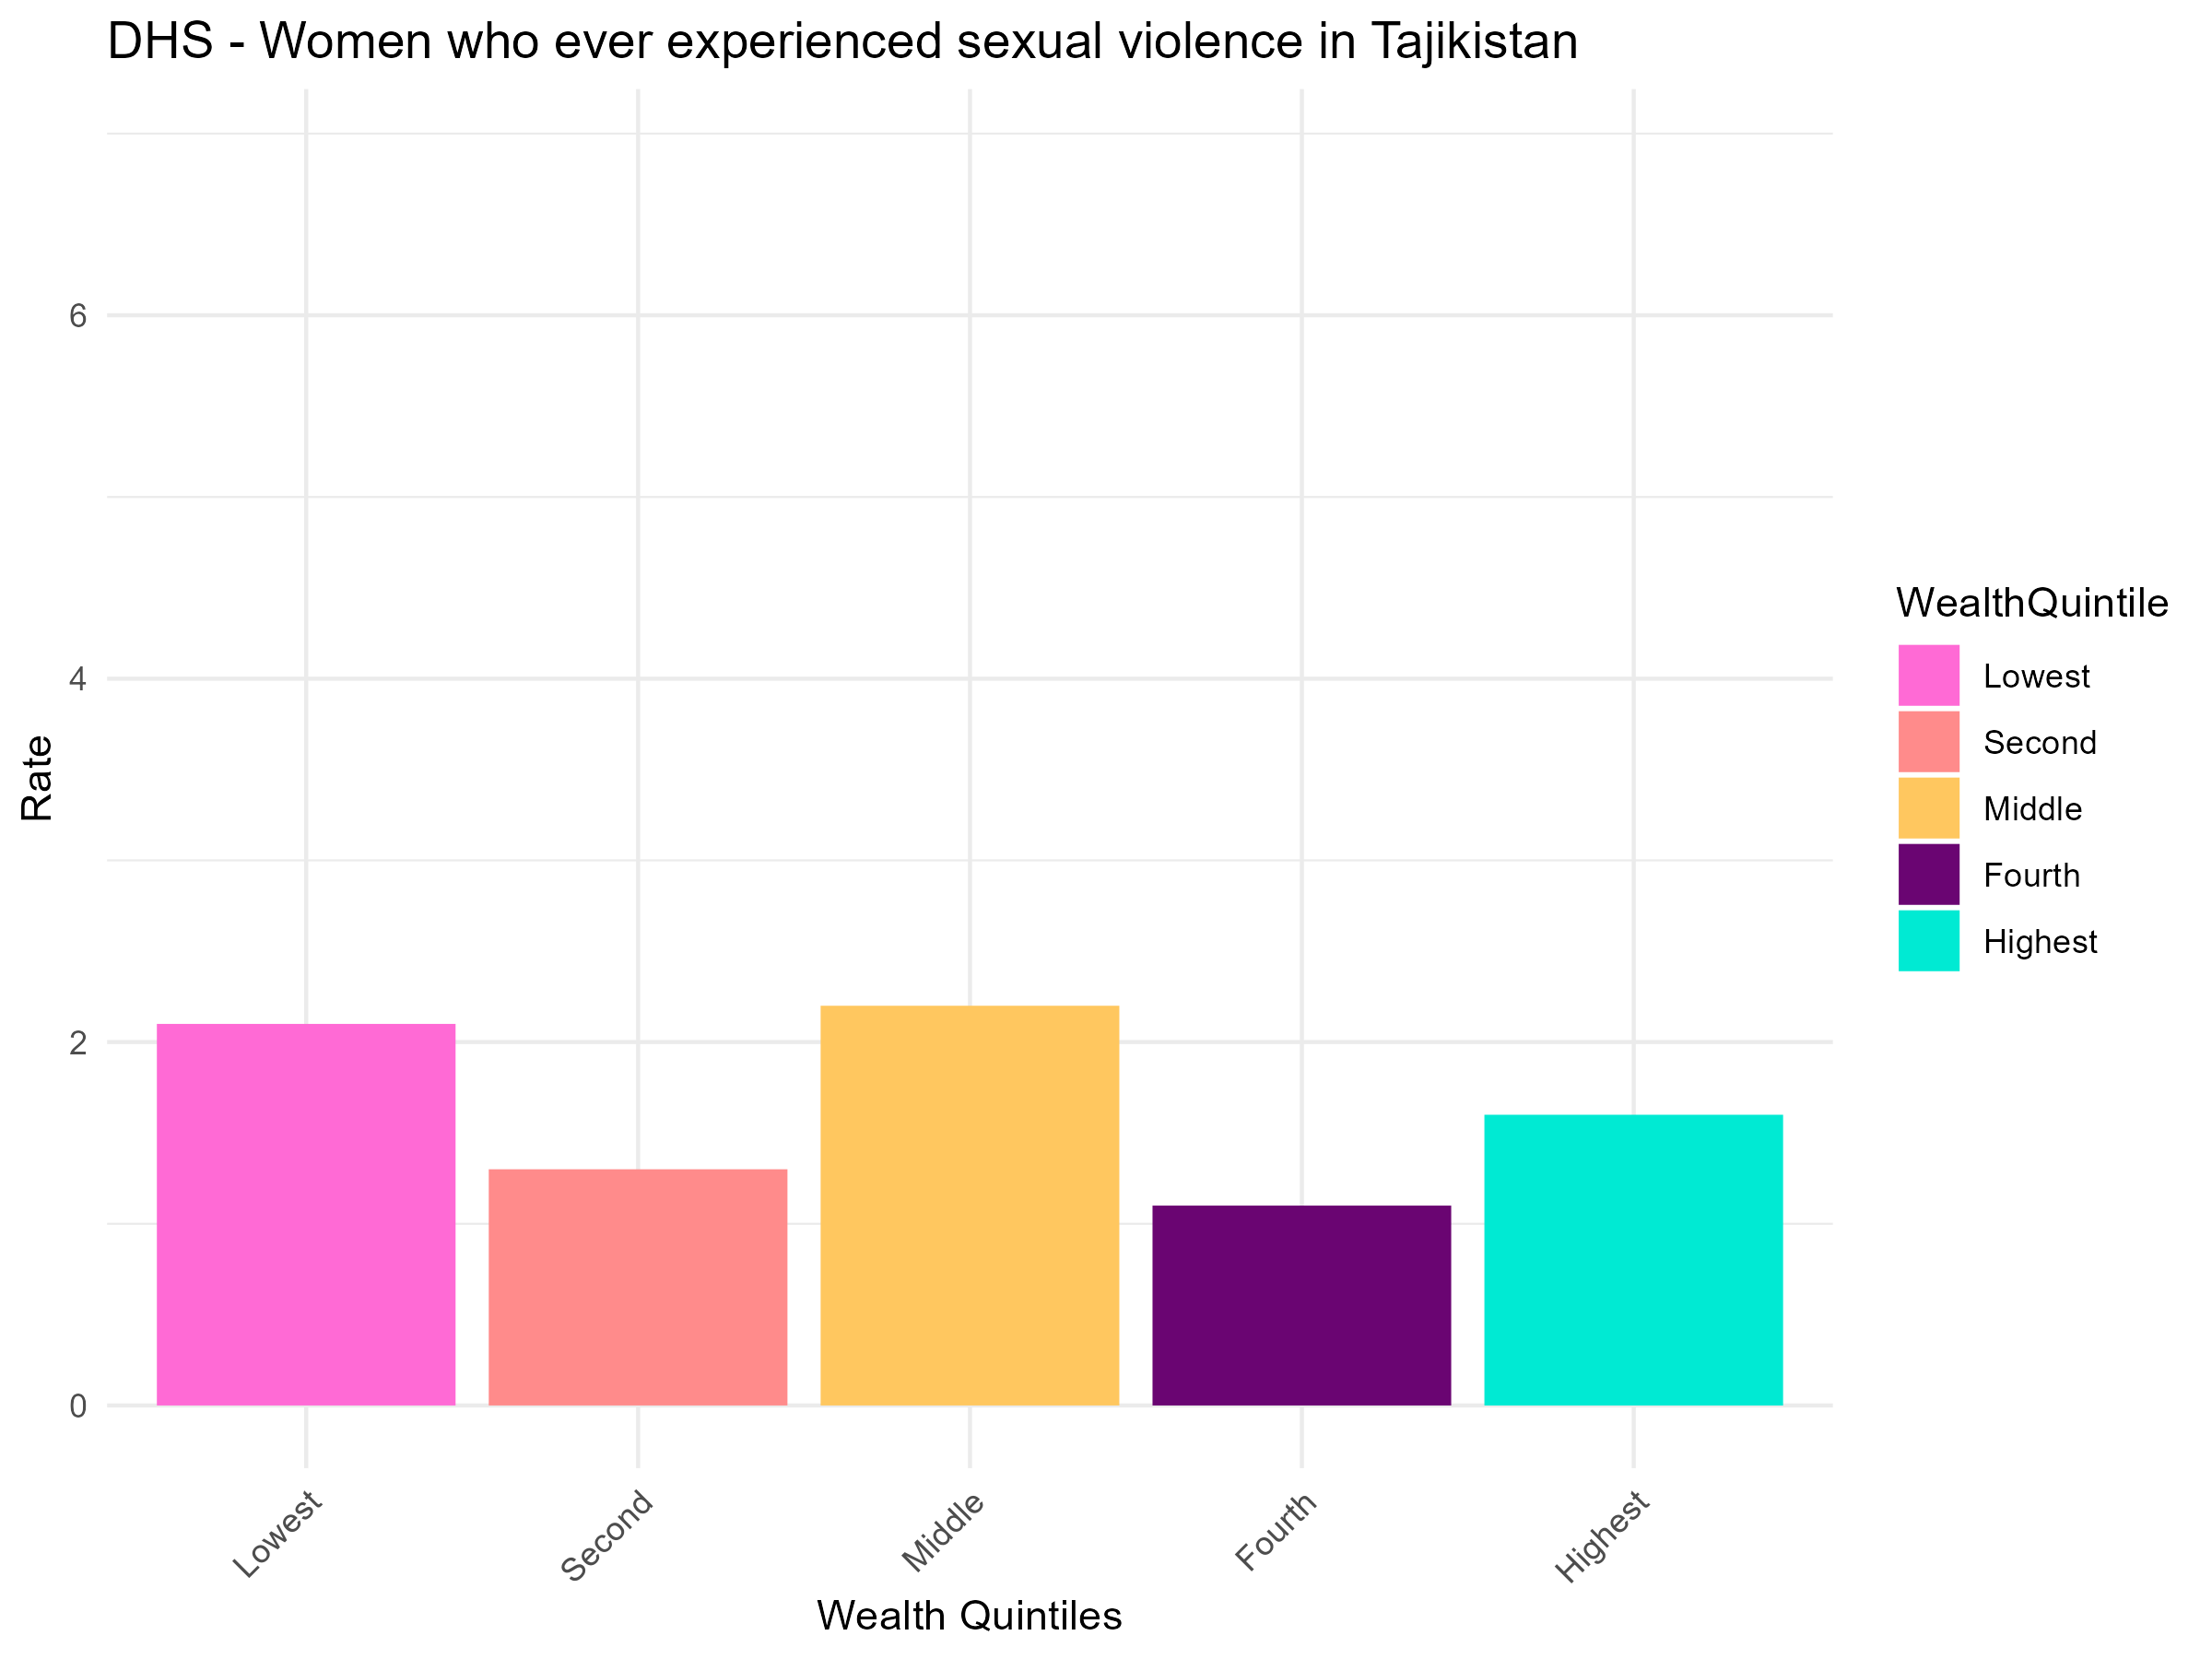 DHS - Women who ever experienced sexual violence in Tajikistan
6
4
2
0
Rate
Lowest
Second
Middle
Fourth
Highest
Wealth Quintiles
WealthQuintile
Lowest
Second
Middle
Fourth
Highest